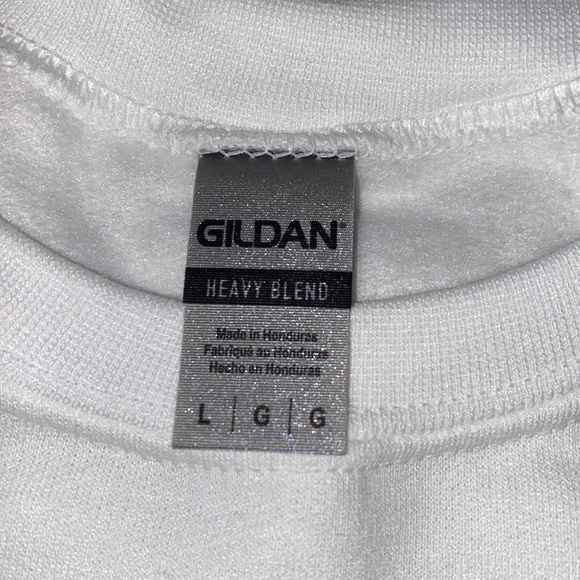 GILDAN®
HEAVY BLEND
Made in Honduras
Fabriqué au Honduras
Hecho en Honduras
L | G | G